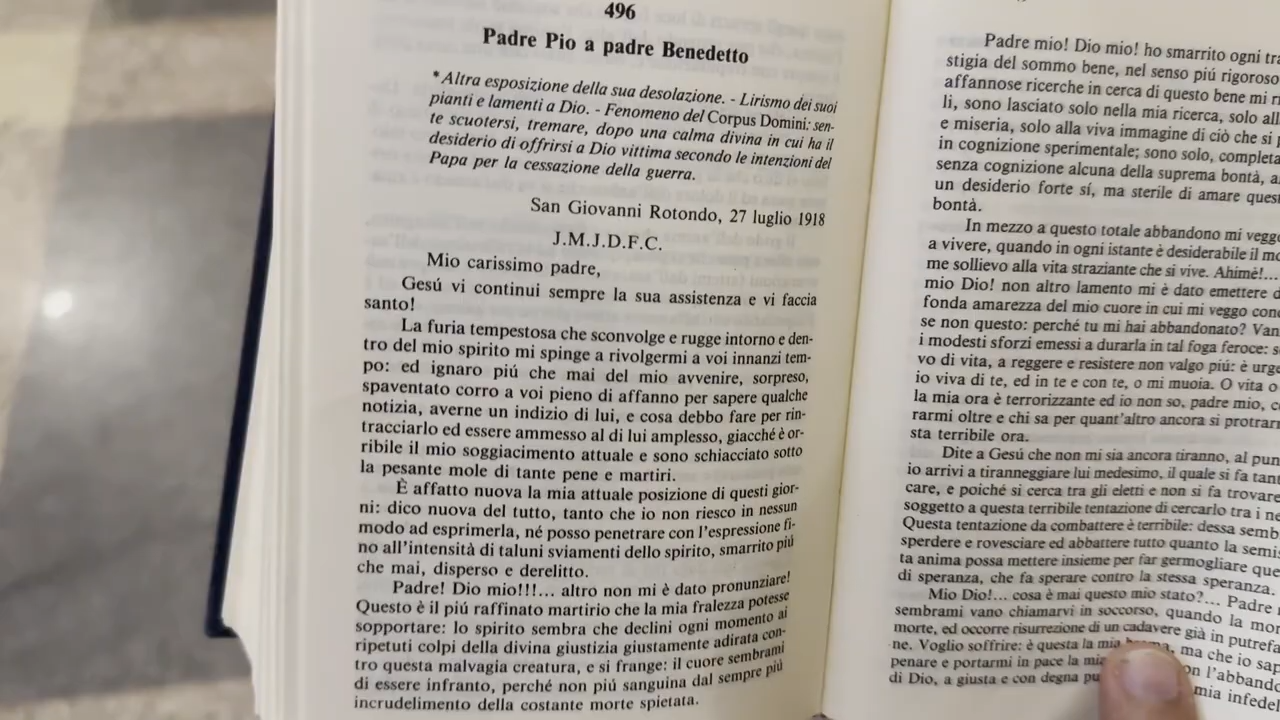 496
Padre Pio a padre Benedetto
*Altra esposizione della sua desolazione. - Lirismo dei suoi
pianti e lamenti a Dio. - Fenomeno del Corpus Domini: sen-
te scuotersi, tremare, dopo una calma divina in cui ha il
desiderio di offrirsi a Dio vittima secondo le intenzioni del
Papa per la cessazione della guerra.
San Giovanni Rotondo, 27 luglio 1918
J.M.J.D.F.C.
Mio carissimo padre,
Gesú vi continui sempre la sua assistenza e vi faccia
santo!
La furia tempestosa che sconvolge e rugge intorno e den-
tro del mio spirito mi spinge a rivolgermi a voi innanzi tem-
po: ed ignaro piú che mai del mio avvenire, sorpreso,
spaventato corro a voi pieno di affanno per sapere qualche
notizia, averne un indizio di lui, e cosa debbo fare per rin-
tracciarlo ed essere ammesso al di lui amplesso, giacché è or-
ribile il mio soggiacimento attuale e sono schiacciato sotto
la pesante mole di tante pene e martiri.
È affatto nuova la mia attuale posizione di questi gior-
ni: dico nuova del tutto, tanto che io non riesco in nessun
modo ad esprimerla, né posso penetrare con l'espressione fi-
no all'intensità di taluni sviamenti dello spirito, smarrito piú
che mai, disperso e derelitto.
Padre! Dio mio!!!... altro non mi è dato pronunziare!
Questo è il piú raffinato martirio che la mia fralezza potesse
sopportare: lo spirito sembra che declini ogni momento ai
ripetuti colpi della divina giustizia giustamente adirata con-
tro questa malvagia creatura, e si frange: il cuore sembrami
di essere infranto, perché non piú sanguina dal sempre piú
incrudelimento della costante morte spietata.
Padre mio! Dio mio! ho smarrito ogni
stigia del sommo bene, nel senso piú rigoroso
affannose ricerche in cerca di questo bene mi
li, sono lasciato solo nella mia ricerca, solo
e miseria, solo alla viva immagine di ciò che si
in cognizione sperimentale; sono solo,
senza cognizione alcuna della suprema bontà,
un desiderio forte sí, ma sterile di amare
bontà.
In mezzo a questo totale abbandono mi
a vivere, quando in ogni istante è desiderabile il
me sollievo alla vita straziante che si vive. Ahimè!...
mio Dio! non altro lamento mi è dato emettere
fonda amarezza del mio cuore in cui mi veggo
se non questo: perché tu mi hai abbandonato?
i modesti sforzi emessi a durarla in tal foga feroce:
vo di vita, a reggere e resistere non valgo piú: è
io viva di te, ed in te e con te, o mi muoia. O vita o
la mia ora è terrorizzante ed io non so, padre mio,
rarmi oltre e chi sa per quant'altro ancora si
sta terribile ora.
Dite a Gesú che non mi sia ancora tiranno, al
io arrivi a tiranneggiare lui medesimo, il quale si fa
care, e poiché si cerca tra gli eletti e non si fa
soggetto a questa terribile tentazione di cercarlo tra i
Questa tentazione da combattere è terribile: dessa
sperdere e rovesciare ed abbattere tutto quanto la
ta anima possa mettere insieme per far germogliare
di speranza, che fa sperare contro la stessa speranza.
Mio Dio!... cosa è mai questo mio stato?... Padre
sembrami vano chiamarvi in soccorso, quando la
morte, ed occorre risurrezione di un cadavere già in
ne. Voglio soffrire: è questa la mia ma che io
penare e portarmi in pace la
di Dio, a giusta e con degna mia